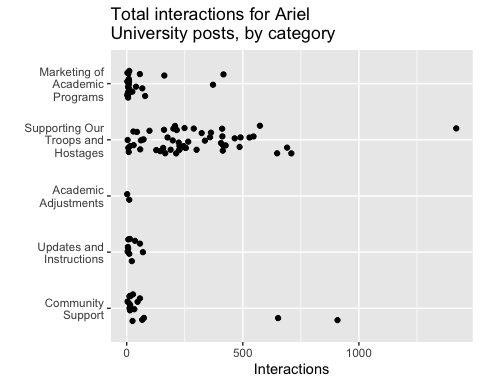 Total interactions for Ariel
University posts, by category
Marketing of
Academic
Programs
Supporting Our
Troops and
Hostages
Academic
Adjustments
Updates and
Instructions
Community
Support
0
500
1000
Interactions